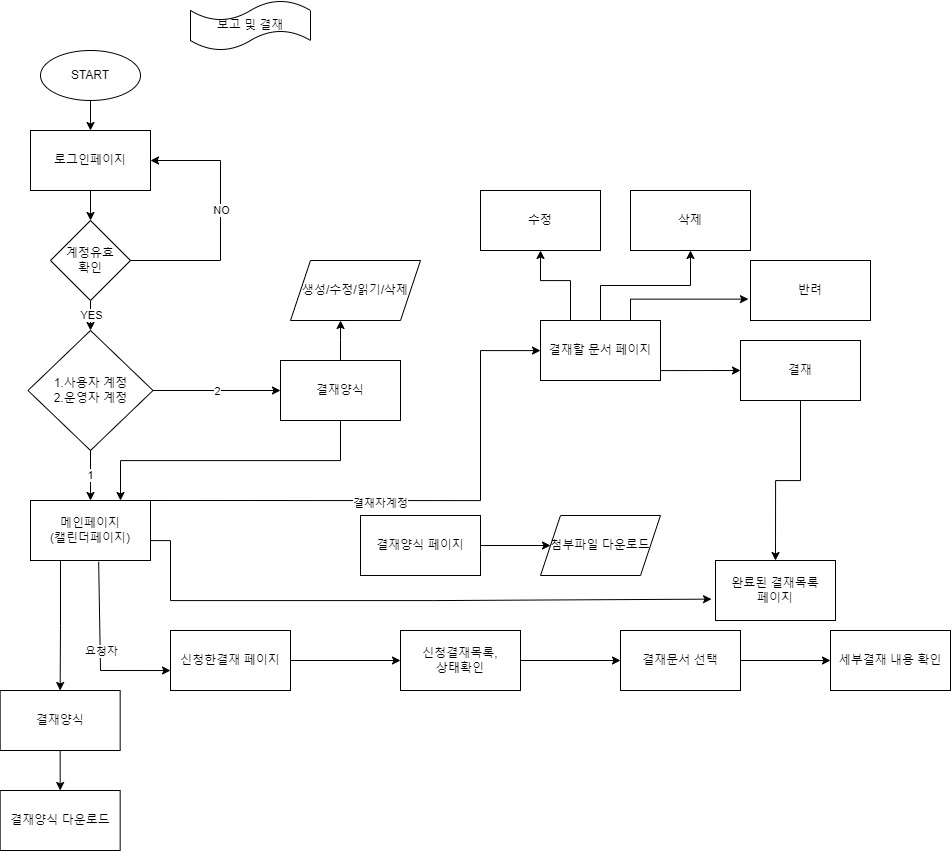 보고 및 결재
START
로그인페이지
NO
계정유효
확인
YES
1.사용자 계정
2.운영자 계정
2
1
생성/수정/읽기/삭제
결재양식
수정
삭제
반려
결재할 문서 페이지
결재
메인페이지
(캘린더페이지)
결재자계정
결재양식 페이지
첨부파일 다운로드
완료된 결재목록
페이지
요청자
신청한결재 페이지
신청결재목록,
상태확인
결재문서 선택
세부결재 내용 확인
결재양식
결재양식 다운로드